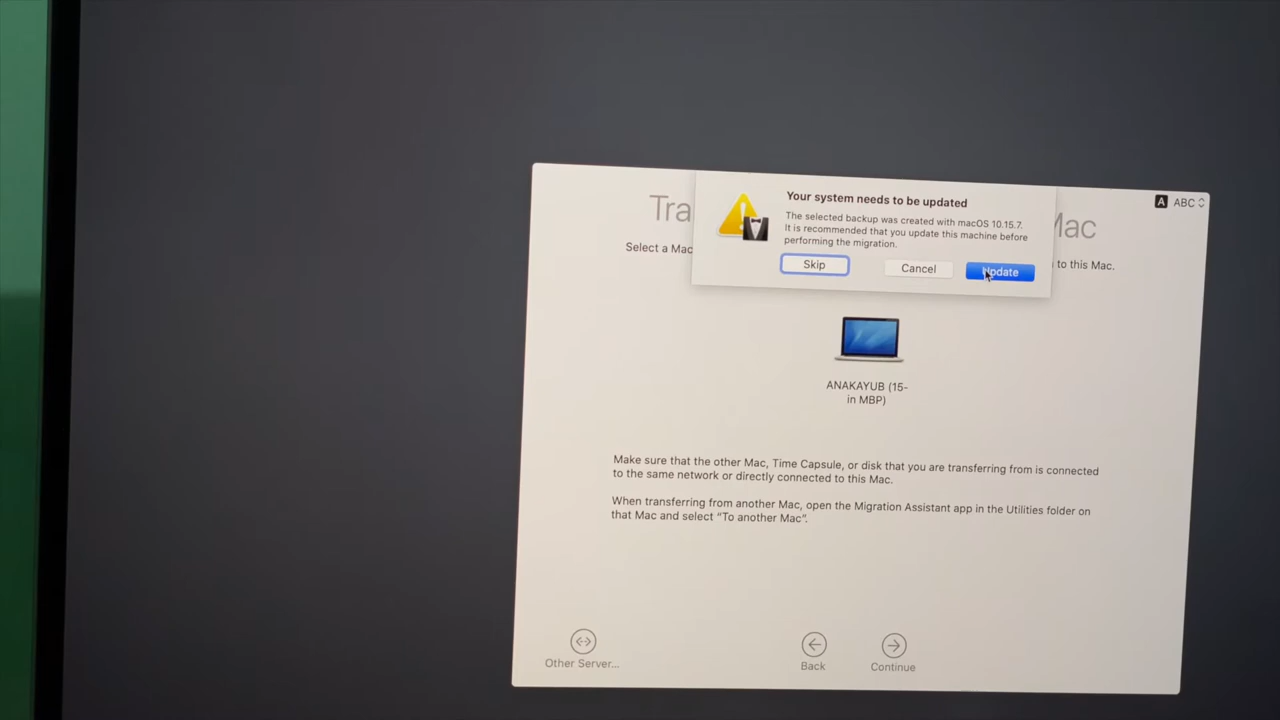 Your system needs to be updated
The selected backup was created with macOS 10.15.7.
It is recommended that you update this machine before
performing the migration.
Skip
Cancel
Update
A ABC
Tra
Mac
Select a Mac
to this Mac.
ANAKAYUB (15-
in MBP)
Make sure that the other Mac, Time Capsule, or disk that you are transferring from is connected
to the same network or directly connected to this Mac.
When transferring from another Mac, open the Migration Assistant app in the Utilities folder on
that Mac and select “To another Mac”.
Other Server...
Back
Continue